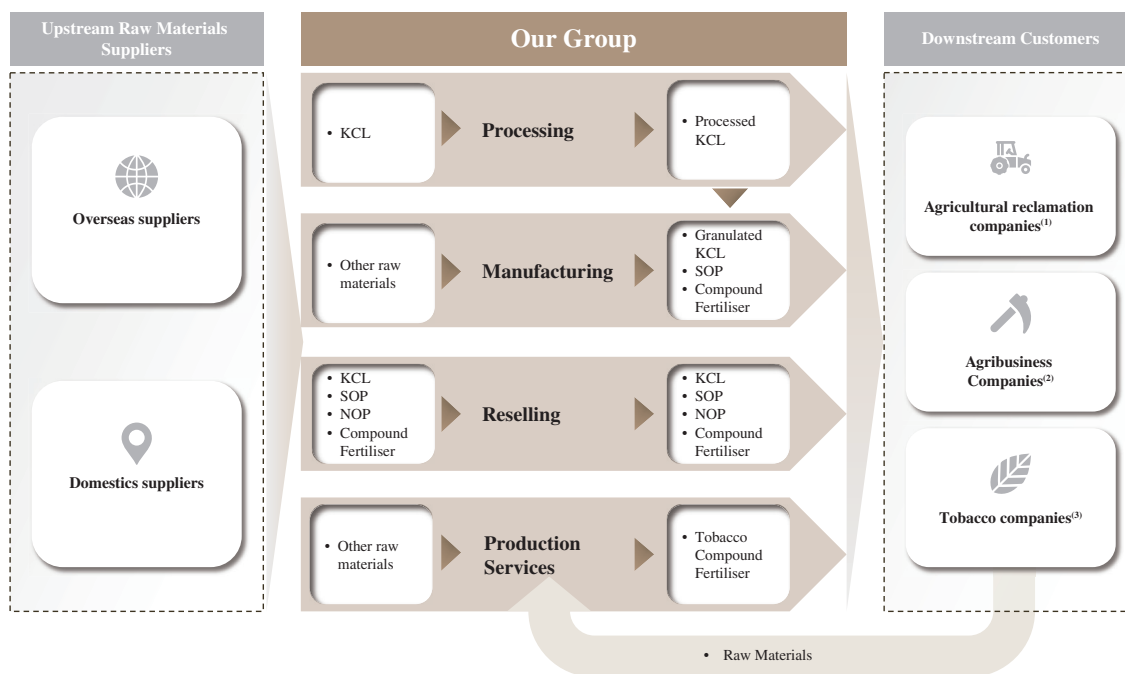 Upstream Raw Materials
Suppliers
Overseas suppliers
Domestics suppliers
Our Group
• KCL
Processing
• Processed
KCL
• Other raw
materials
Manufacturing
• Granulated
KCL
• SOP
• Compound
Fertiliser
• KCL
• SOP
• NOP
• Compound
Fertiliser
Reselling
• KCL
• SOP
• NOP
• Compound
Fertiliser
• Other raw
materials
Production
Services
• Tobacco
Compound
Fertiliser
Downstream Customers
Agricultural reclamation
companies(1)
Agribusiness
Companies(2)
Tobacco companies(3)
• Raw Materials